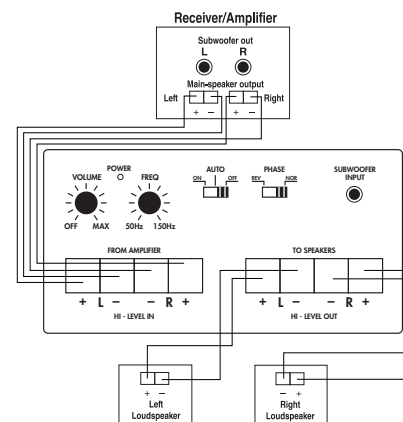 Receiver/Amplifier
Subwoofer out
L R
Main-speaker output
Left Right
+ − + −
POWER AUTO PHASE SUBWOOFER
VOLUME FREQ ON OFF REV NOR INPUT
OFF MAX 50Hz 150Hz
FROM AMPLIFIER TO SPEAKERS
+ L − − R + + L − − R +
HI - LEVEL IN HI - LEVEL OUT
+ − − +
Left Right
Loudspeaker Loudspeaker